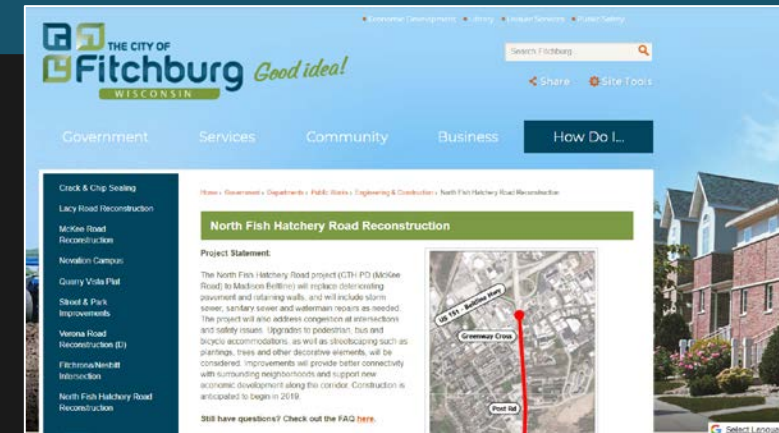 Economic Development • Library • Leisure Services • Public Safety
THE CITY OF
Fitchburg Good idea!
WISCONSIN
Search Fitchburg
Share Site Tools
Government Services Community Business How Do I...
Crack & Chip Sealing
Lacy Road Reconstruction
McKee Road
Reconstruction
Novation Campus
Quarry Vista Plat
Street & Park
Improvements
Verona Road
Reconstruction (D)
Fitchrona/Nesbitt
Intersection
North Fish Hatchery Road
Reconstruction
Home › Government › Departments › Public Works › Engineering & Construction › North Fish Hatchery Road Reconstruction
North Fish Hatchery Road Reconstruction
Project Statement:
The North Fish Hatchery Road project (CTH PD (McKee
Road) to Madison Beltline) will replace deteriorating
pavement and retaining walls, and will include storm
sewer, sanitary sewer and watermain repairs as needed.
The project will also address congestion at intersections
and safety issues. Upgrades to pedestrian, bus and
bicycle accommodations, as well as streetscaping such as
plantings, trees and other decorative elements, will be
considered. Improvements will provide better connectivity
with surrounding neighborhoods and support new
economic development along the corridor. Construction is
anticipated to begin in 2019.
Still have questions? Check out the FAQ here.
US 151 - Beltline Hwy
Greenway Cross
Post Rd
Select Langua